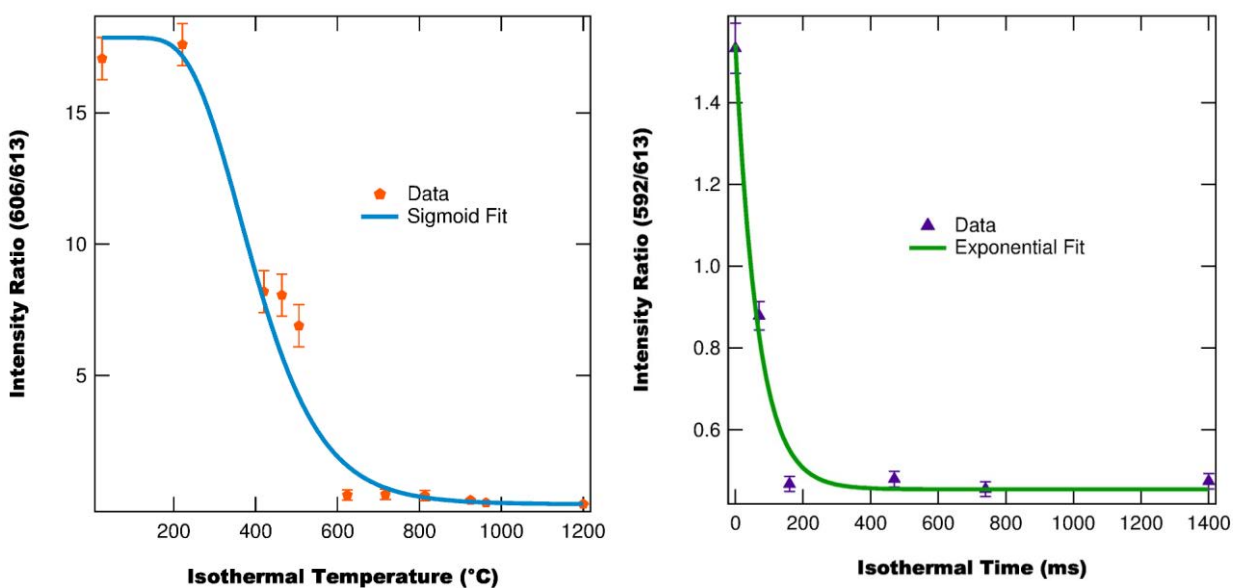 Intensity Ratio (606/613)
15
10
5
Data
Sigmoid Fit
200
400
600
800
1000
1200
Isothermal Temperature (°C)
Intensity Ratio (592/613)
1.4
1.2
1.0
0.8
0.6
Data
Exponential Fit
0
200
400
600
800
1000
1200
1400
Isothermal Time (ms)